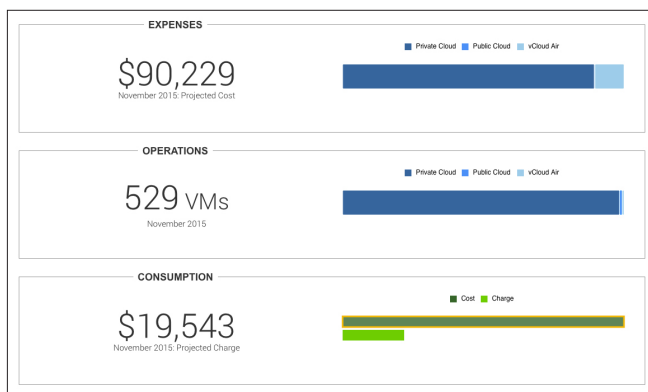 EXPENSES
Private Cloud Public Cloud vCloud Air
$90,229
November 2015: Projected Cost
OPERATIONS
Private Cloud Public Cloud vCloud Air
529 VMs
November 2015
CONSUMPTION
Cost Charge
$19,543
November 2015: Projected Charge